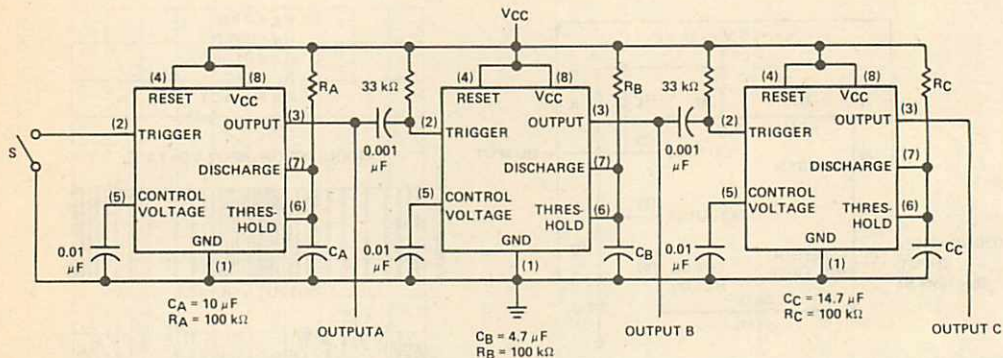 VCC
(4) (8)
RESET VCC
RA
33 kΩ
(4) (8)
RESET VCC
RB
33 kΩ
(4) (8)
RESET VCC
RC
S
(2) TRIGGER OUTPUT (3)
0.001 μF
(2) TRIGGER OUTPUT (3)
0.001 μF
(2) TRIGGER OUTPUT (3)
DISCHARGE (7)
DISCHARGE (7)
DISCHARGE (7)
(5) CONTROL VOLTAGE
THRES-
HOLD (6)
(5) CONTROL VOLTAGE
THRES-
HOLD (6)
(5) CONTROL VOLTAGE
THRES-
HOLD (6)
0.01 μF
GND
(1)
CA
0.01 μF
GND
(1)
CB
0.01 μF
GND
(1)
CC
CA = 10 μF
RA = 100 kΩ
OUTPUTA
CB = 4.7 μF
RB = 100 kΩ
OUTPUT B
CC = 14.7 μF
RC = 100 kΩ
OUTPUT C